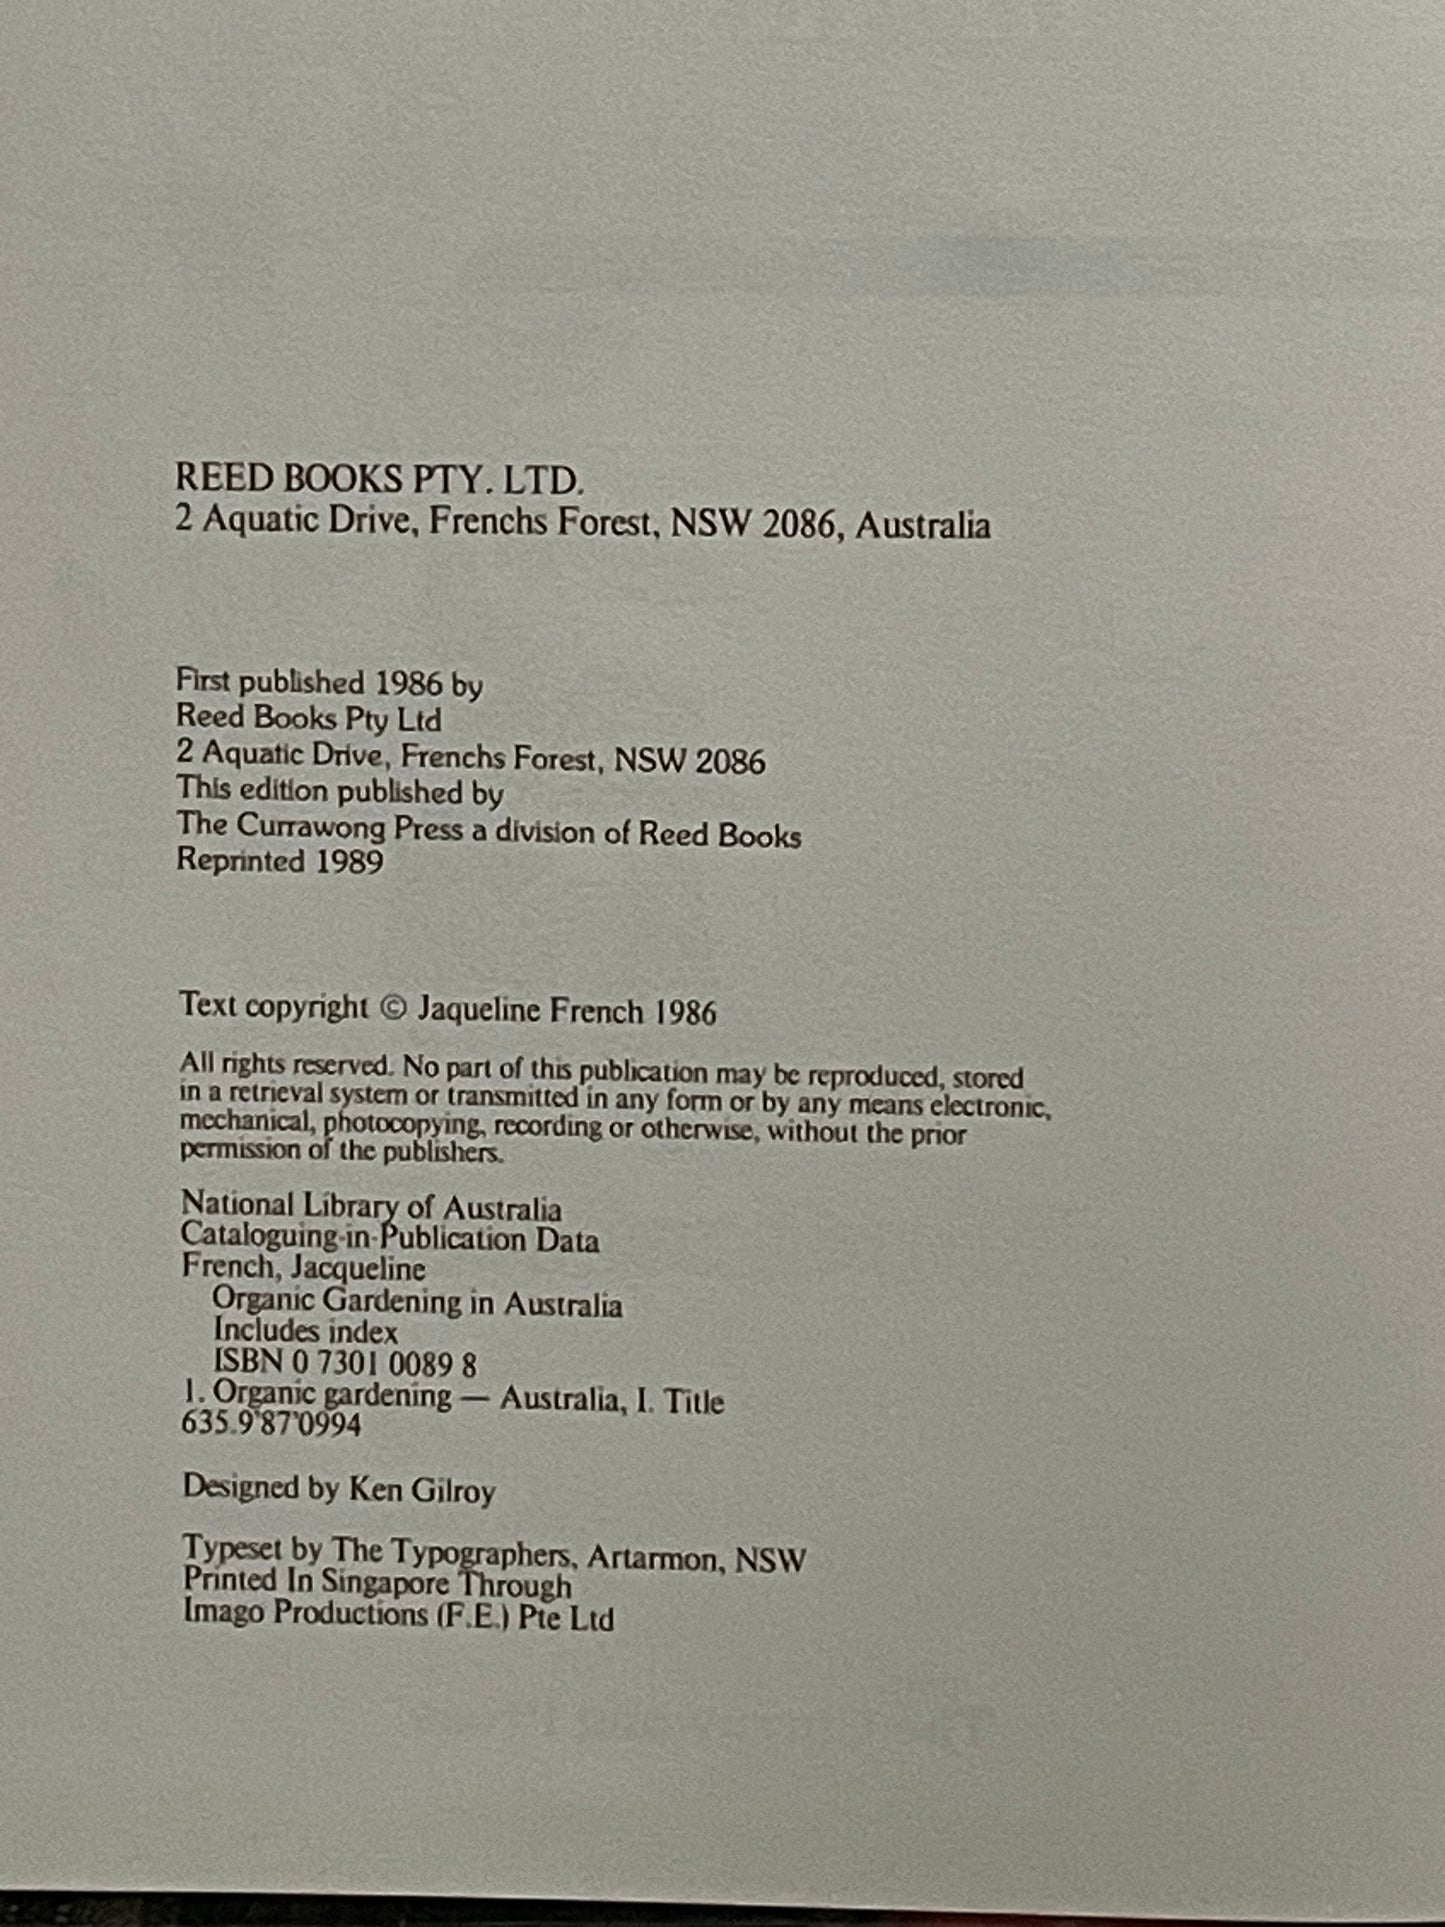 REED BOOKS PTY. LTD.
2 Aquatic Drive, Frenchs Forest, NSW 2086, Australia
First published 1986 by
Reed Books Pty Ltd
2 Aquatic Drive, Frenchs Forest, NSW 2086
This edition published by
The Currawong Press a division of Reed Books
Reprinted 1989
Text copyright © Jaqueline French 1986
All rights reserved. No part of this publication may be reproduced, stored
in a retrieval system or transmitted in any form or by any means electronic,
mechanical, photocopying, recording or otherwise, without the prior
permission of the publishers.
National Library of Australia
Cataloguing-in-Publication Data
French, Jacqueline
Organic Gardening in Australia
Includes index
ISBN 0 7301 0089 8
1. Organic gardening — Australia, I. Title
635.9'87'0994
Designed by Ken Gilroy
Typeset by The Typographers, Artarmon, NSW
Printed In Singapore Through
Imago Productions (F.E.) Pte Ltd